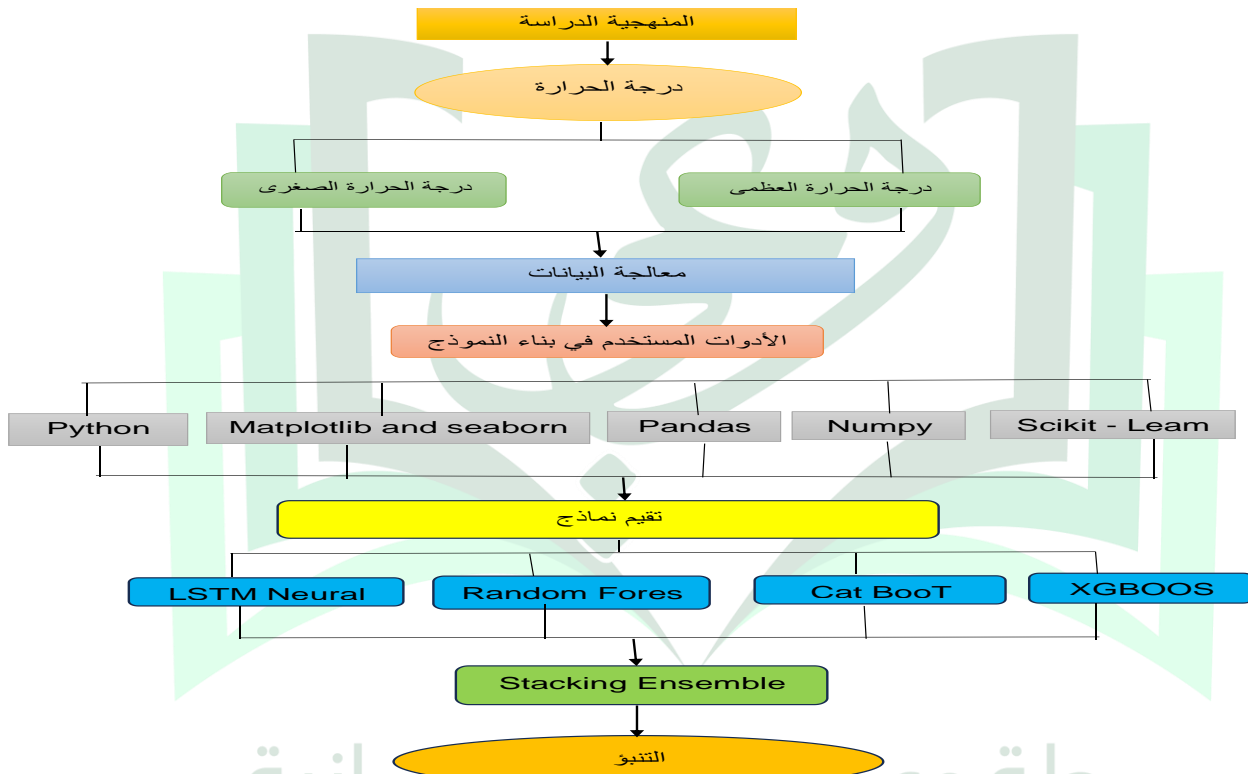 المنهجية الدراسة
درجة الحرارة
درجة الحرارة العظمى
درجة الحرارة الصغرى
معالجة البيانات
الأدوات المستخدم في بناء النموذج
Python
Matplotlib and seaborn
Pandas
Numpy
Scikit - Leam
تقيم نماذج
LSTM Neural
Random Fores
Cat BooT
XGBOOS
Stacking Ensemble
التنبؤ